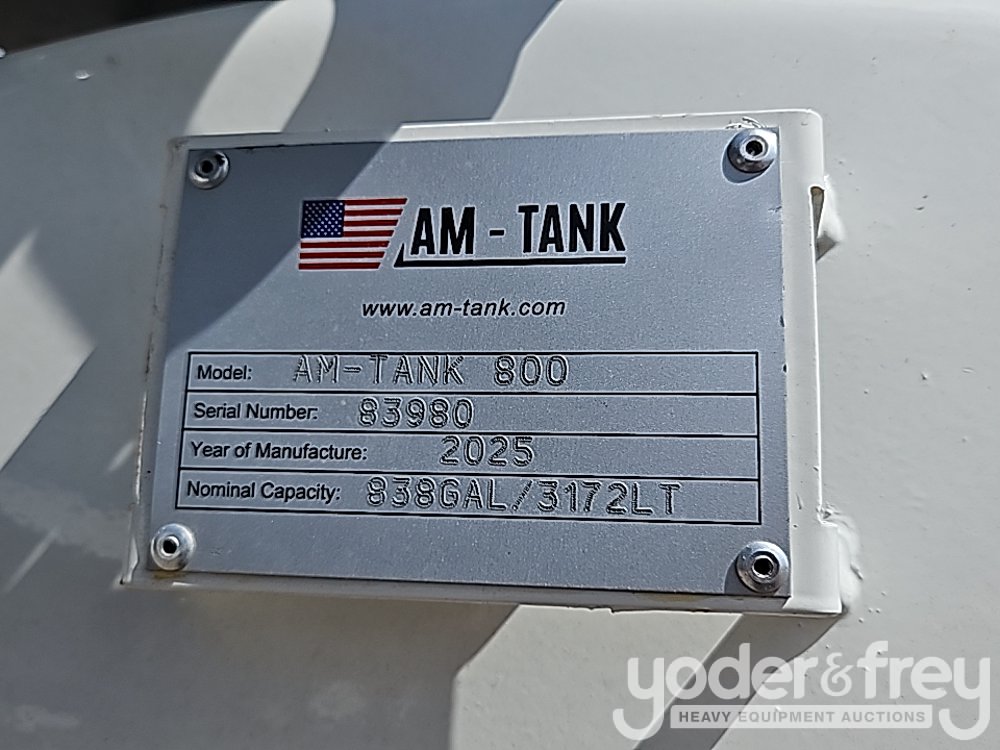 AM - TANK
www.am-tank.com
Model: AM-TANK 800
Serial Number: 83980
Year of Manufacture: 2025
Nominal Capacity: 838GAL/3172LT
yoder&frey
HEAVY EQUIPMENT AUCTIONS